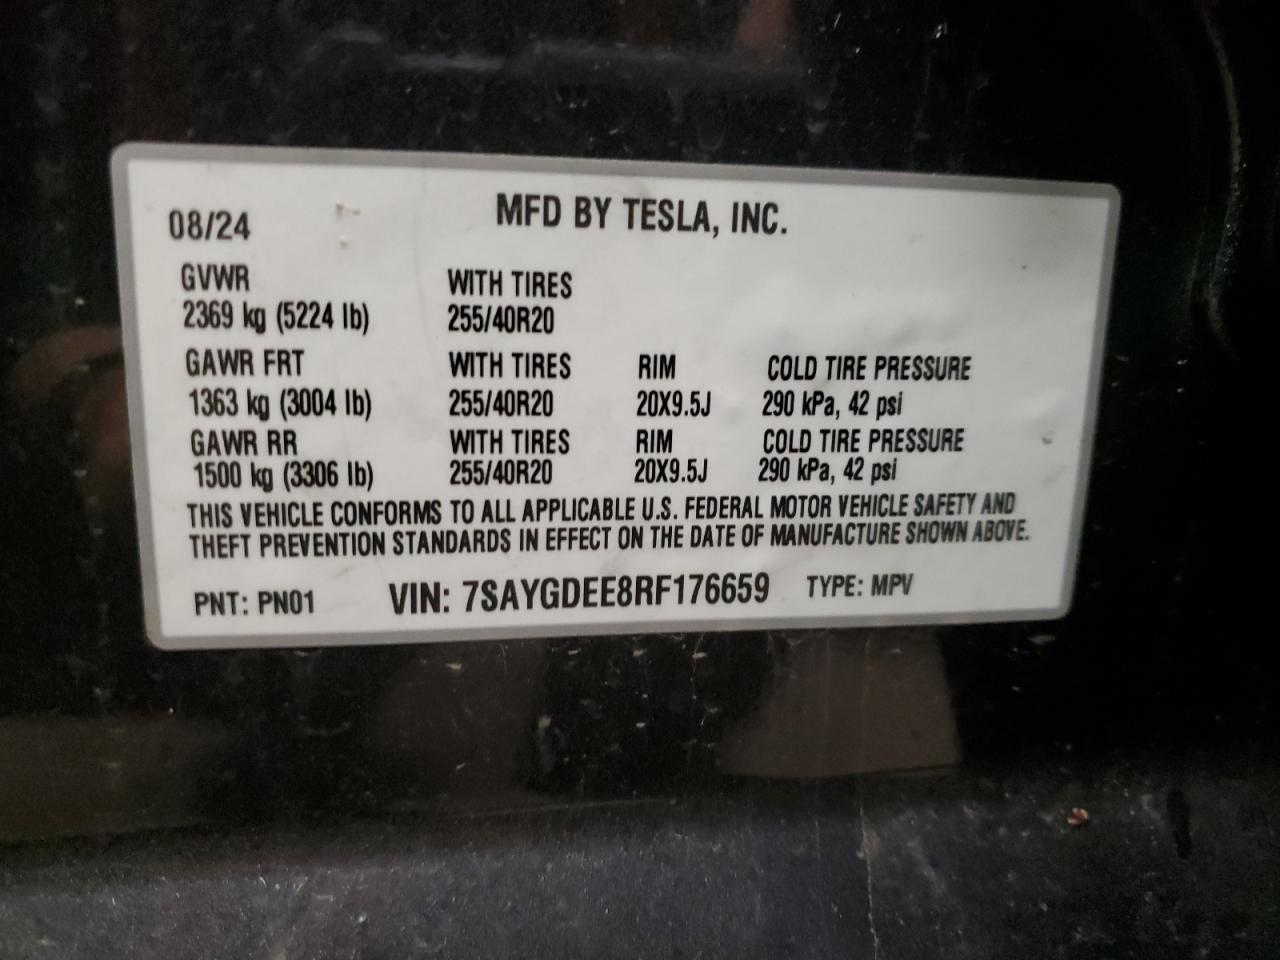 08/24 MFD BY TESLA, INC.
GVWR WITH TIRES
2369 kg (5224 lb) 255/40R20
GAWR FRT WITH TIRES RIM COLD TIRE PRESSURE
1363 kg (3004 lb) 255/40R20 20X9.5J 290 kPa, 42 psi
GAWR RR WITH TIRES RIM COLD TIRE PRESSURE
1500 kg (3306 lb) 255/40R20 20X9.5J 290 kPa, 42 psi
THIS VEHICLE CONFORMS TO ALL APPLICABLE U.S. FEDERAL MOTOR VEHICLE SAFETY AND
THEFT PREVENTION STANDARDS IN EFFECT ON THE DATE OF MANUFACTURE SHOWN ABOVE.
PNT: PN01 VIN: 7SAYGDEE8RF176659 TYPE: MPV